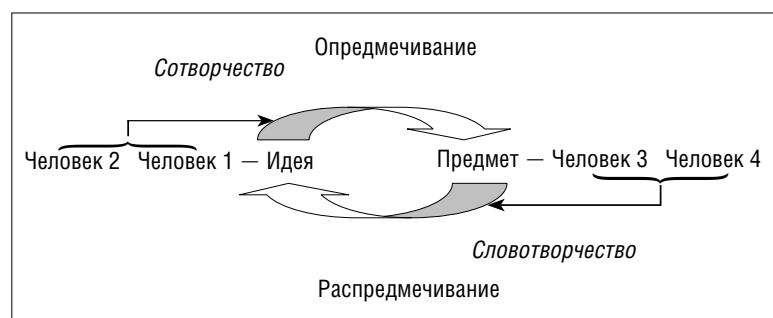 Опредмечивание
Сотворчество
Человек 2 Человек 1 – Идея Предмет – Человек 3 Человек 4
Словотворчество
Распредмечивание